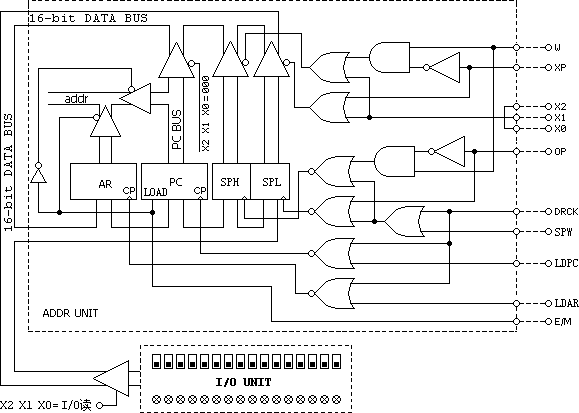 16-bit DATA BUS
W
XP
addr
X2
X1
X0
X2 X1 X0=000
PC BUS
16-bit DATA BUS
OP
AR
CP
LOAD
PC
CP
SPH
SPL
DRCK
SPW
LDPC
LDAR
E/M
ADDR UNIT
I/O UNIT
X2 X1 X0=I/O读